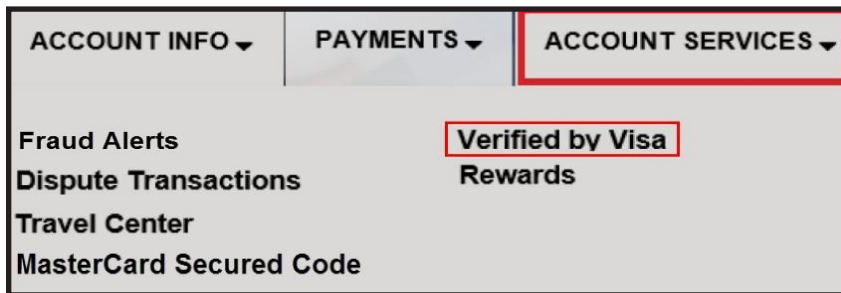 ACCOUNT INFO
PAYMENTS
ACCOUNT SERVICES
Fraud Alerts
Dispute Transactions
Travel Center
MasterCard Secured Code
Verified by Visa
Rewards